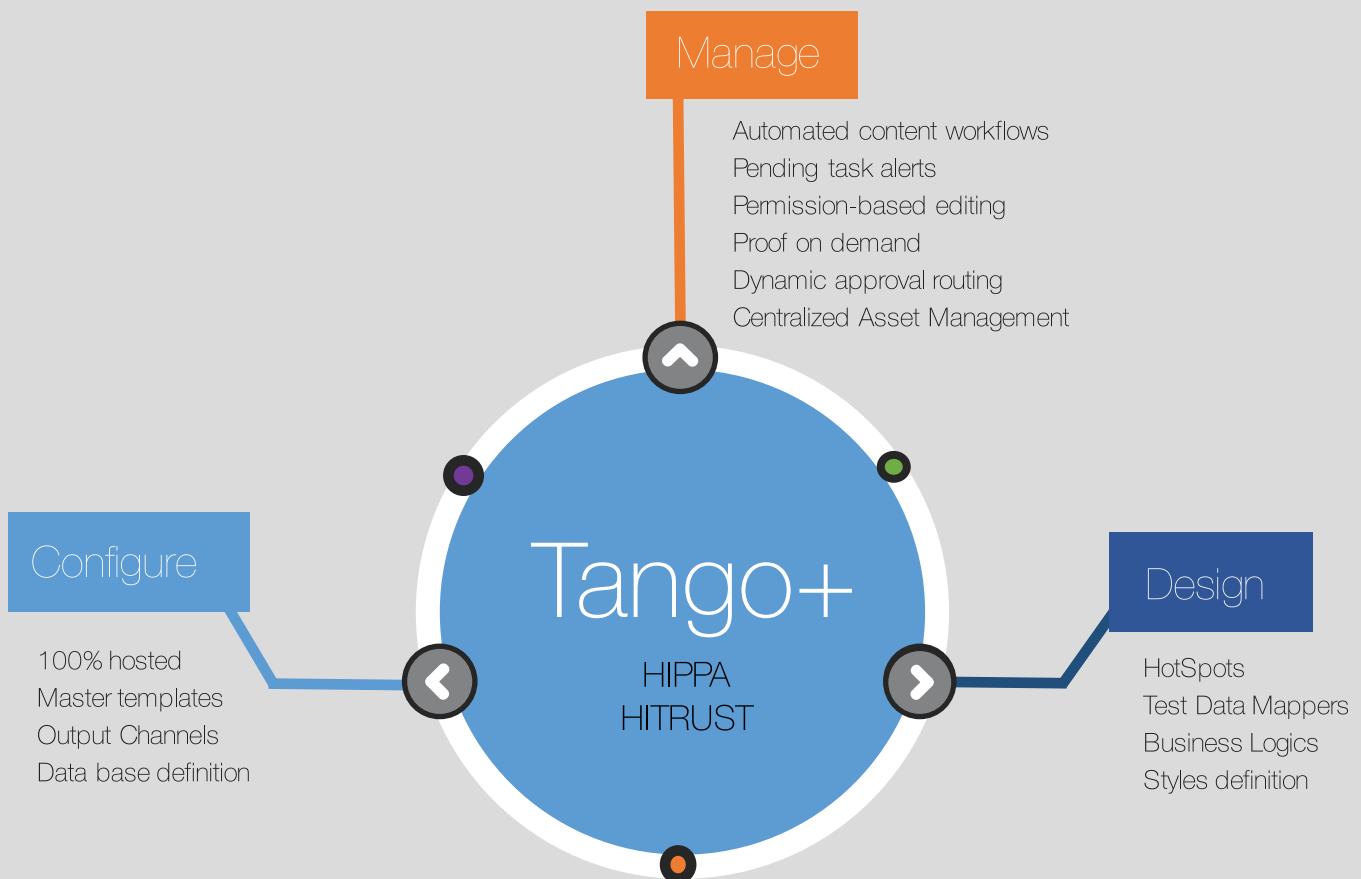 Manage
Automated content workflows
Pending task alerts
Permission-based editing
Proof on demand
Dynamic approval routing
Centralized Asset Management
Configure
100% hosted
Master templates
Output Channels
Data base definition
Tango+
HIPPA
HITRUST
Design
HotSpots
Test Data Mappers
Business Logics
Styles definition